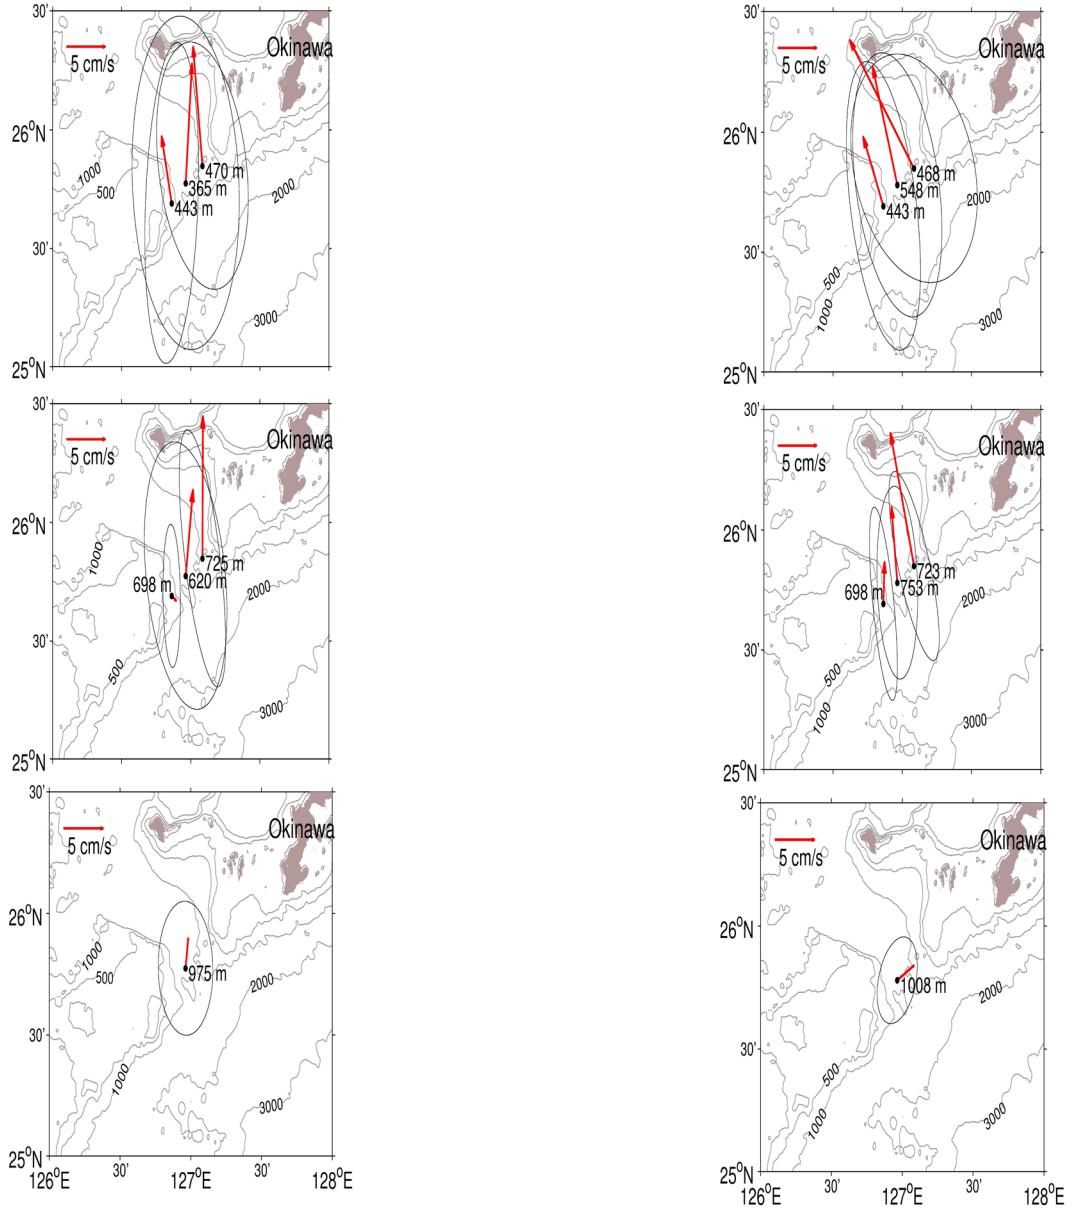 30'
Okinawa
5 cm/s
26°N
1000
500
470 m
365 m
443 m
2000
30'
3000
25°N
30'
Okinawa
5 cm/s
26°N
468 m
548 m
443 m
2000
30'
500
1000
3000
25°N
30'
Okinawa
5 cm/s
26°N
1000
725 m
698 m
620 m
2000
30'
500
3000
25°N
30'
Okinawa
5 cm/s
26°N
723 m
753 m
698 m
2000
30'
500
1000
3000
25°N
30'
Okinawa
5 cm/s
26°N
1000
500
975 m
2000
30'
1000
3000
25°N
126°E
30'
127°E
30'
128°E
30'
Okinawa
5 cm/s
26°N
1008 m
2000
30'
500
1000
3000
25°N
126°E
30'
127°E
30'
128°E